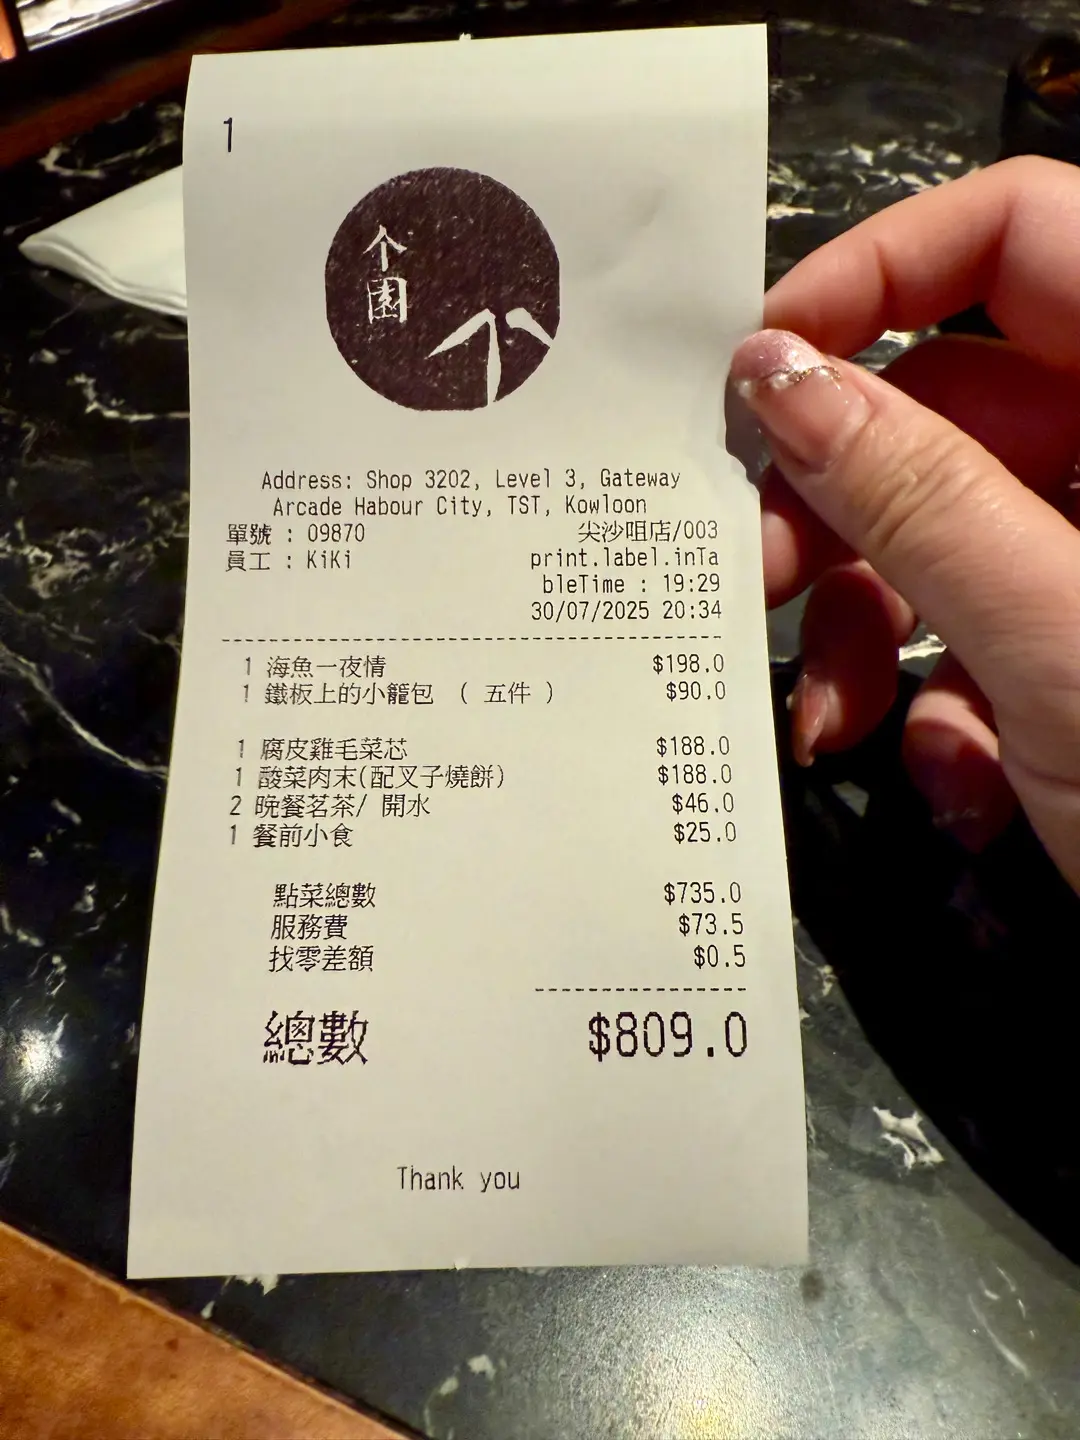 1
个
園
Address: Shop 3202, Level 3, Gateway
Arcade Habour City, TST, Kowloon
單號 : 09870 尖沙咀店/003
員工 : KiKi print.label.inTa
bleTime : 19:29
30/07/2025 20:34
1 海魚一夜情 $198.0
1 鐵板上的小籠包 ( 五件 ) $90.0
1 腐皮雞毛菜芯 $188.0
1 酸菜肉末(配叉子燒餅) $188.0
2 晚餐茗茶/ 開水 $46.0
1 餐前小食 $25.0
點菜總數 $735.0
服務費 $73.5
找零差額 $0.5
總數 $809.0
Thank you